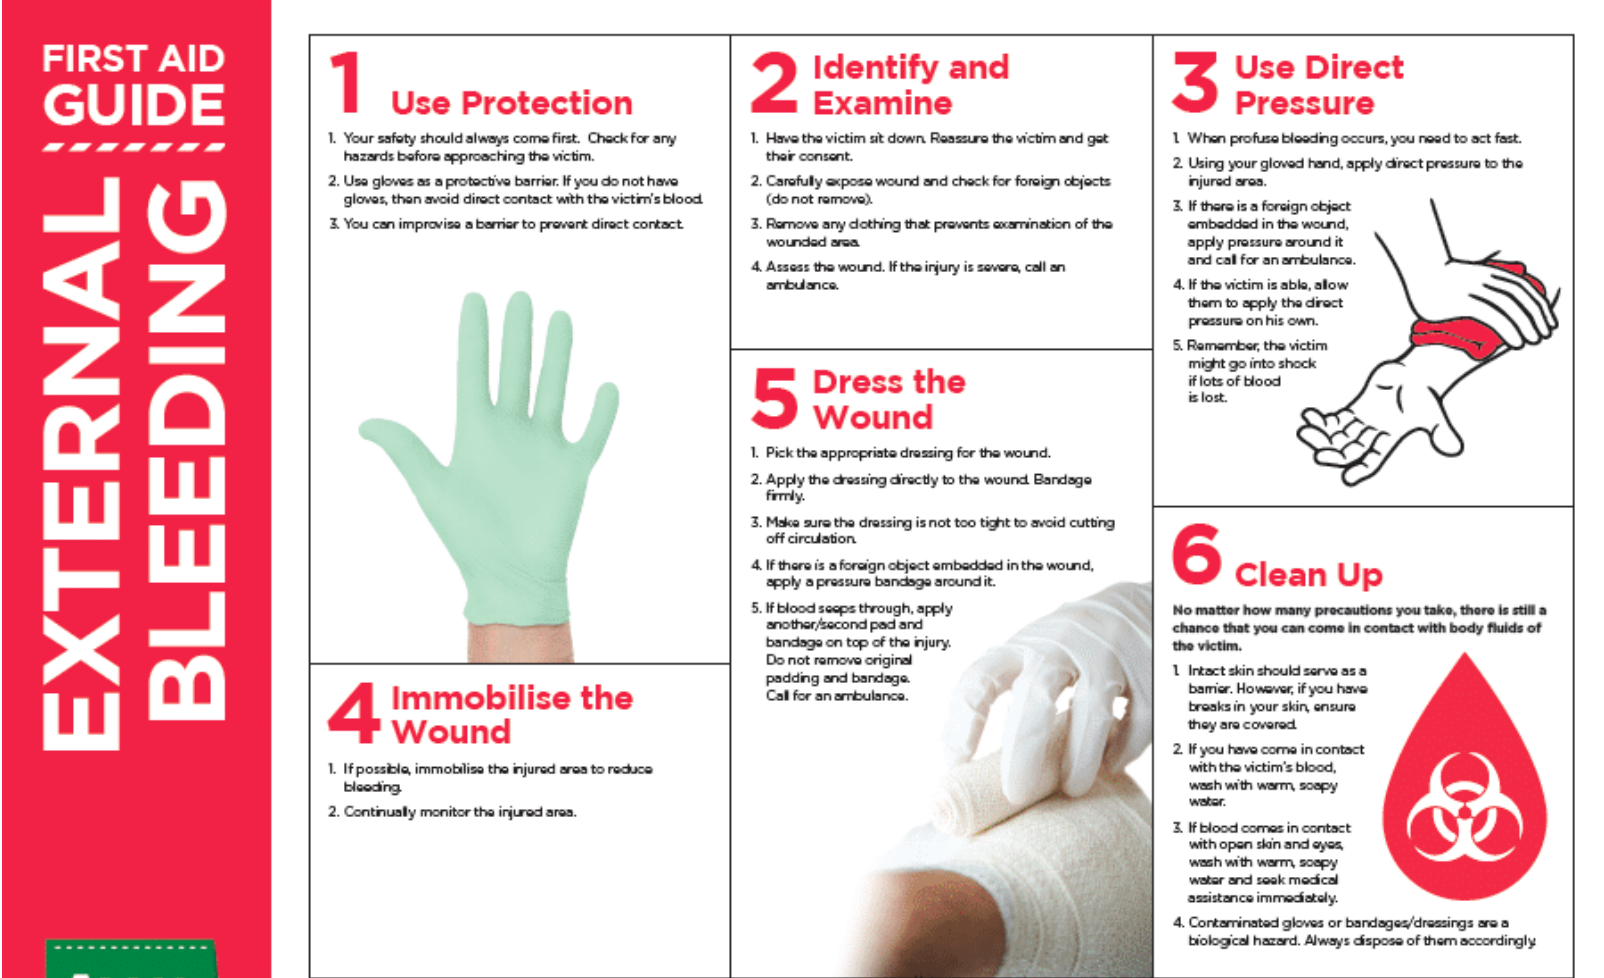 FIRST AID
GUIDE
EXTERNAL
BLEEDING
1 Use Protection
1. Your safety should always come first. Check for any
hazards before approaching the victim.
2. Use gloves as a protective barrier. If you do not have
gloves, then avoid direct contact with the victim's blood.
3. You can improvise a barrier to prevent direct contact.
2 Identify and
Examine
1. Have the victim sit down. Reassure the victim and get
their consent.
2. Carefully expose wound and check for foreign objects
(do not remove).
3. Remove any clothing that prevents examination of the
wounded area.
4. Assess the wound. If the injury is severe, call an
ambulance.
3 Use Direct
Pressure
1. When profuse bleeding occurs, you need to act fast.
2. Using your gloved hand, apply direct pressure to the
injured area.
3. If there is a foreign object
embedded in the wound,
apply pressure around it
and call for an ambulance.
4. If the victim is able, allow
them to apply the direct
pressure on his own.
5. Remember, the victim
might go into shock
if lots of blood
is lost.
4 Immobilise the
Wound
1. If possible, immobilise the injured area to reduce
bleeding.
2. Continually monitor the injured area.
5 Dress the
Wound
1. Pick the appropriate dressing for the wound.
2. Apply the dressing directly to the wound. Bandage
firmly.
3. Make sure the dressing is not too tight to avoid cutting
off circulation.
4. If there is a foreign object embedded in the wound,
apply a pressure bandage around it.
5. If blood seeps through, apply
another/second pad and
bandage on top of the injury.
Do not remove original
padding and bandage.
Call for an ambulance.
6 Clean Up
No matter how many precautions you take, there is still a
chance that you can come in contact with body fluids of
the victim.
1. Intact skin should serve as a
barrier. However, if you have
breaks in your skin, ensure
they are covered.
2. If you have come in contact
with the victim's blood,
wash with warm, soapy
water.
3. If blood comes in contact
with open skin and eyes,
wash with warm, soapy
water and seek medical
assistance immediately.
4. Contaminated gloves or bandages/dressings are a
biological hazard. Always dispose of them accordingly.